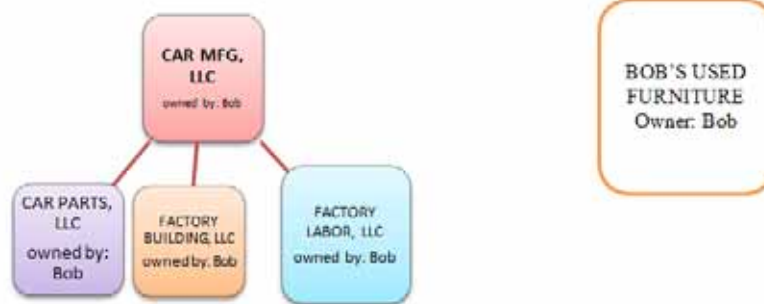 CAR MFG,
LLC
owned by: Bob
BOB'S USED
FURNITURE
Owner: Bob
CAR PARTS,
LLC
owned by:
Bob
FACTORY
BUILDING, LLC
owned by: Bob
FACTORY
LABOR, LLC
owned by: Bob